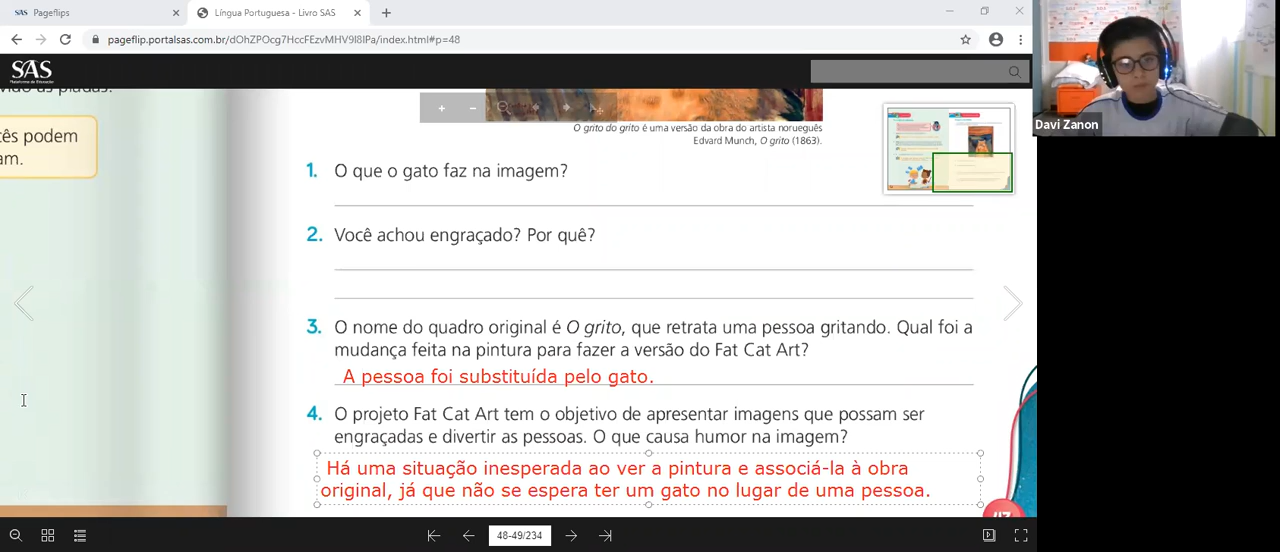 SAS Pageflips
Língua Portuguesa - Livro SAS
pageflip.portalsas.com.br/dOhZPOcg7HccFEzvMHV9I8IPa/index.html#p=48
SAS
Plataforma de Educação
Davi Zanon
tês podem
am.
O grito do grito é uma versão da obra do artista norueguês
Edvard Munch, O grito (1863).
1. O que o gato faz na imagem?
2. Você achou engraçado? Por quê?
3. O nome do quadro original é O grito, que retrata uma pessoa gritando. Qual foi a
mudança feita na pintura para fazer a versão do Fat Cat Art?
A pessoa foi substituída pelo gato.
4. O projeto Fat Cat Art tem o objetivo de apresentar imagens que possam ser
engraçadas e divertir as pessoas. O que causa humor na imagem?
Há uma situação inesperada ao ver a pintura e associá-la à obra
original, já que não se espera ter um gato no lugar de uma pessoa.
48-49/234